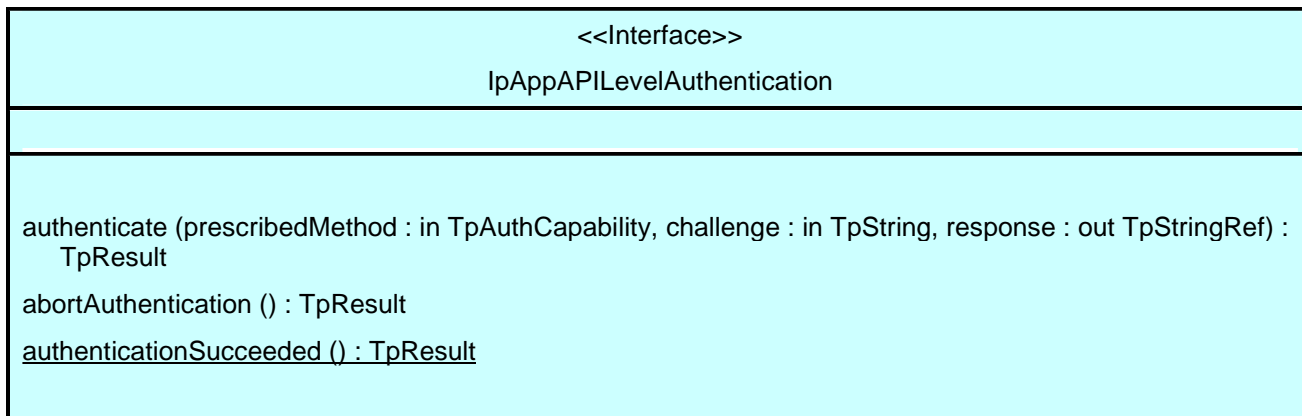 <<Interface>>
IpAppAPILevelAuthentication
authenticate (prescribedMethod : in TpAuthCapability, challenge : in TpString, response : out TpStringRef) :
TpResult
abortAuthentication () : TpResult
authenticationSucceeded () : TpResult